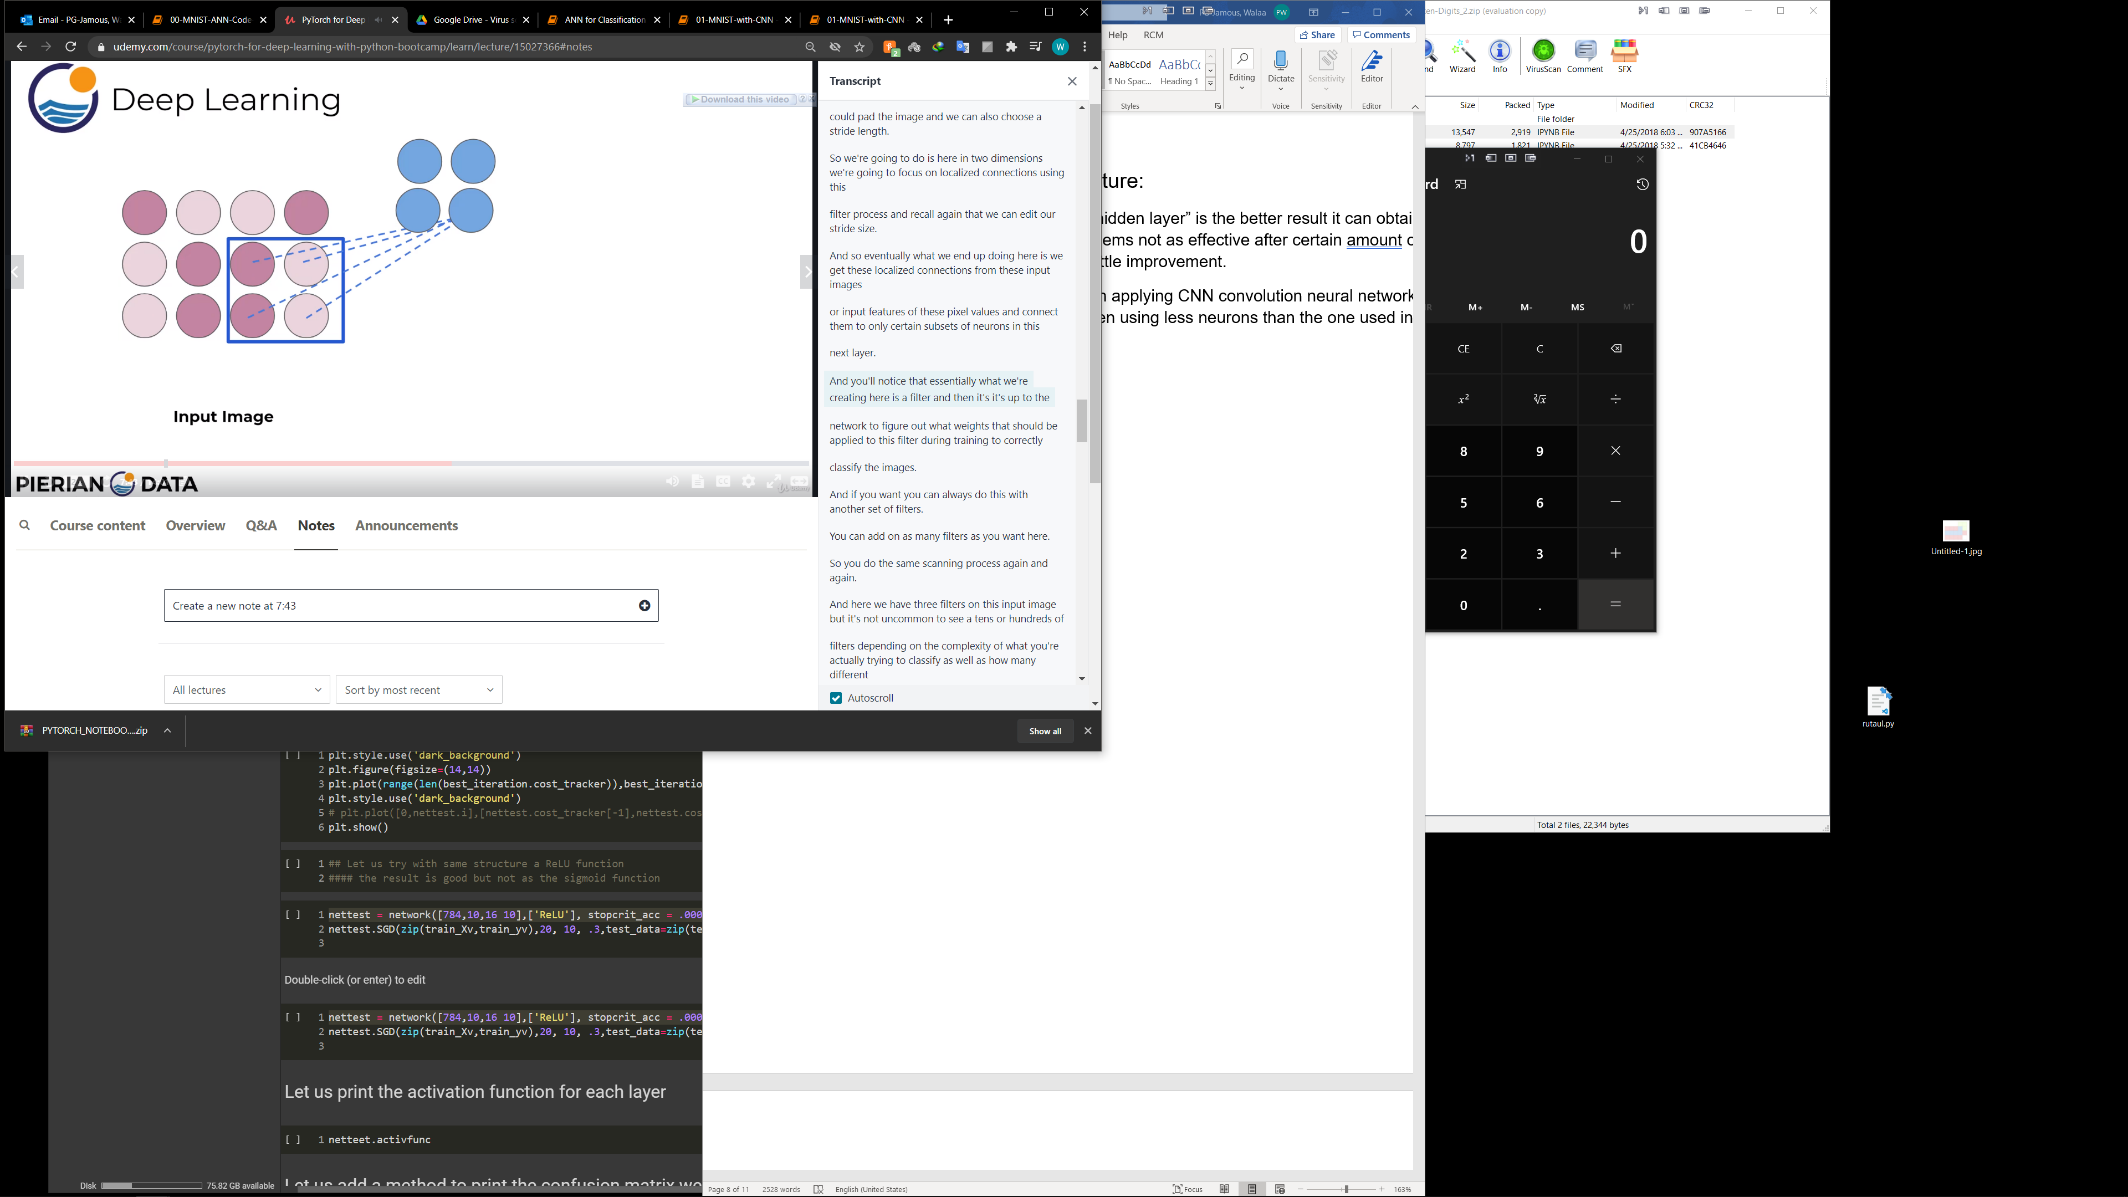 Email - PG-Jamous, W
00-MNIST-ANN-Code
PyTorch for Deep
Google Drive - Virus s
ANN for Classification
01-MNIST-with-CNN
01-MNIST-with-CNN
udemy.com/course/pytorch-for-deep-learning-with-python-bootcamp/learn/lecture/15027366#notes
Deep Learning
Download this video
Input Image
PIERIAN DATA
Course content
Overview
Q&A
Notes
Announcements
Create a new note at 7:43
All lectures
Sort by most recent
PYTORCH_NOTEBOO....zip
Show all
Transcript
could pad the image and we can also choose a
stride length.
So we're going to do is here in two dimensions
we're going to focus on localized connections using
this
filter process and recall again that we can edit our
stride size.
And so eventually what we end up doing here is we
get these localized connections from these input
images
or input features of these pixel values and connect
them to only certain subsets of neurons in this
next layer.
And you'll notice that essentially what we're
creating here is a filter and then it's it's up to the
network to figure out what weights that should be
applied to this filter during training to correctly
classify the images.
And if you want you can always do this with
another set of filters.
You can add on as many filters as you want here.
So you do the same scanning process again and
again.
And here we have three filters on this input image
but it's not uncommon to see a tens or hundreds of
filters depending on the complexity of what you're
actually trying to classify as well as how many
different
Autoscroll
Jamous, Walaa PW
Help RCM
Share
Comments
AaBbCcDd AaBbCc
¶ No Spac... Heading 1
Editing
Dictate
Sensitivity
Editor
Styles
Voice
Sensitivity
Editor
ture:
hidden layer” is the better result it can obtai
ems not as effective after certain amount
ttle improvement.
applying CNN convolution neural network
en using less neurons than the one used in
en-Digits_2.zip (evaluation copy)
Wizard
Info
VirusScan
Comment
SFX
Size Packed Type Modified CRC32
File folder
13,547 2,919 IPYNB File 4/25/2018 6:03 ... 907A5166
8,797 1,821 IPYNB File 4/25/2018 5:32 ... 41CB4646
rd
0
M+ M- MS
CE C
x² ²√x ÷
8 9 ×
5 6 −
2 3 +
0 . =
Total 2 files, 22,344 bytes
Untitled-1.jpg
rutaul.py
[ ] 1 plt.style.use('dark_background')
2 plt.figure(figsize=(14,14))
3 plt.plot(range(len(best_iteration.cost_tracker)),best_iteratio
4 plt.style.use('dark_background')
5 # plt.plot([0,nettest.i],[nettest.cost_tracker[-1],nettest.cos
6 plt.show()
[ ] 1 ## Let us try with same structure a ReLU function
2 #### the result is good but not as the sigmoid function
[ ] 1 nettest = network([784,10,16 10],['ReLU'], stopcrit_acc = .000
2 nettest.SGD(zip(train_Xv,train_yv),20, 10, .3,test_data=zip(te
3
Double-click (or enter) to edit
[ ] 1 nettest = network([784,10,16 10],['ReLU'], stopcrit_acc = .000
2 nettest.SGD(zip(train_Xv,train_yv),20, 10, .3,test_data=zip(te
3
Let us print the activation function for each layer
[ ] 1 netteet.activfunc
Let us add a method to print the confusion matrix we
Disk 75.82 GB available
Page 8 of 11 2528 words English (United States) Focus 163%